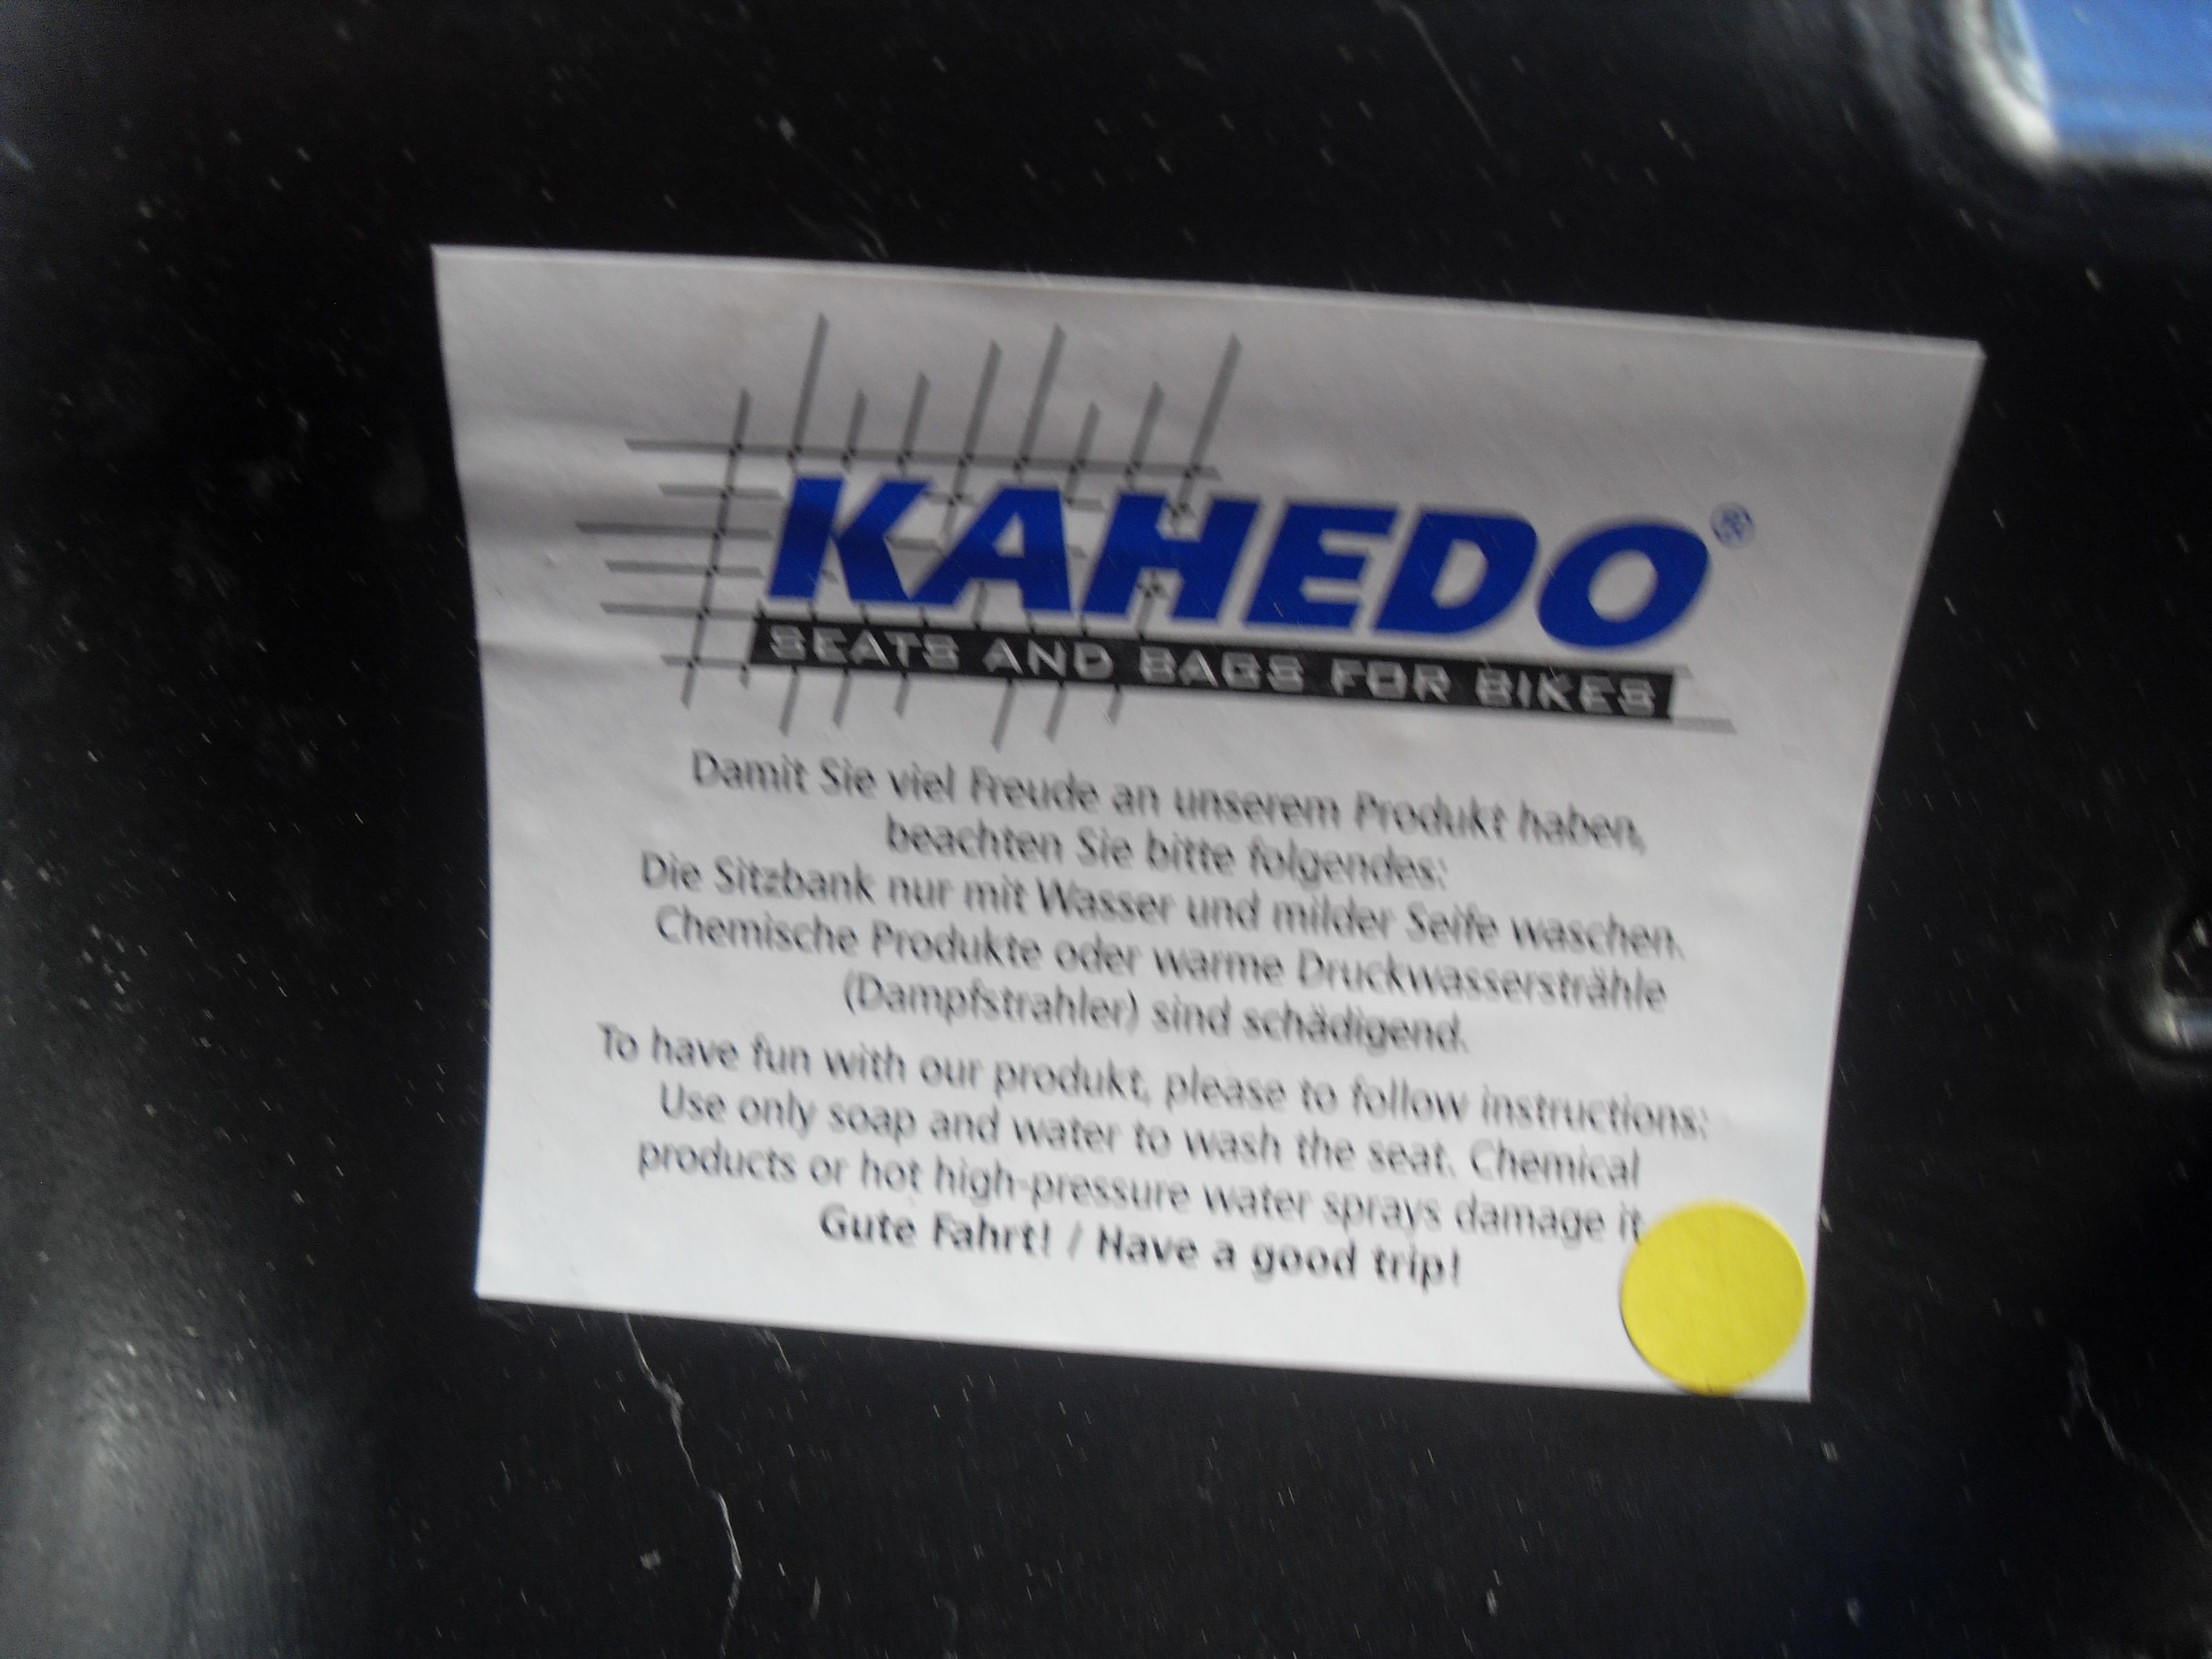 KAHEDO®
SEATS AND BAGS FOR BIKES
Damit Sie viel Freude an unserem Produkt haben,
beachten Sie bitte folgendes:
Die Sitzbank nur mit Wasser und milder Seife waschen.
Chemische Produkte oder warme Druckwassersträhle
(Dampfstrahler) sind schädigend.
To have fun with our produkt, please to follow instructions:
Use only soap and water to wash the seat. Chemical
products or hot high-pressure water sprays damage it
Gute Fahrt! / Have a good trip!